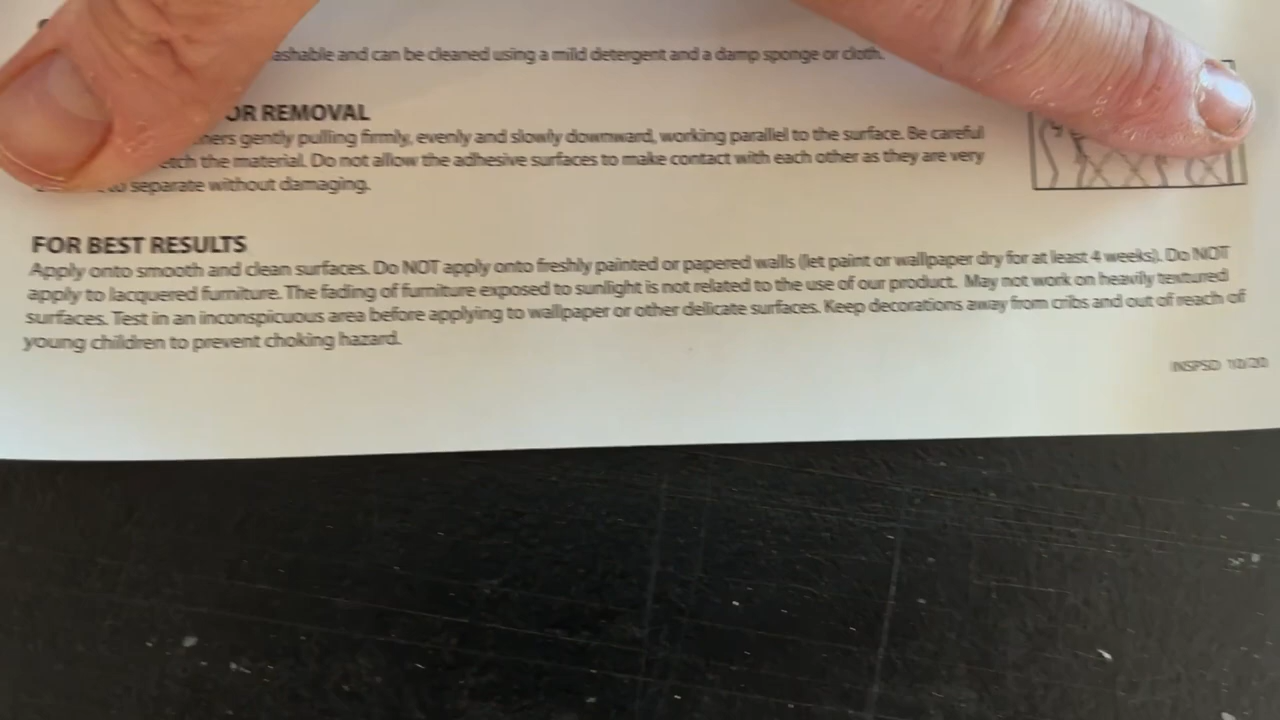 ashable and can be cleaned using a mild detergent and a damp sponge or cloth.
OR REMOVAL
hers gently pulling firmly, evenly and slowly downward, working parallel to the surface. Be careful
etch the material. Do not allow the adhesive surfaces to make contact with each other as they are very
to separate without damaging.
FOR BEST RESULTS
Apply onto smooth and clean surfaces. Do NOT apply onto freshly painted or papered walls (let paint or wallpaper dry for at least 4 weeks). Do NOT
apply to lacquered furniture. The fading of furniture exposed to sunlight is not related to the use of our product. May not work on heavily textured
surfaces. Test in an inconspicuous area before applying to wallpaper or other delicate surfaces. Keep decorations away from cribs and out of reach of
young children to prevent choking hazard.
INSPSD 10/20